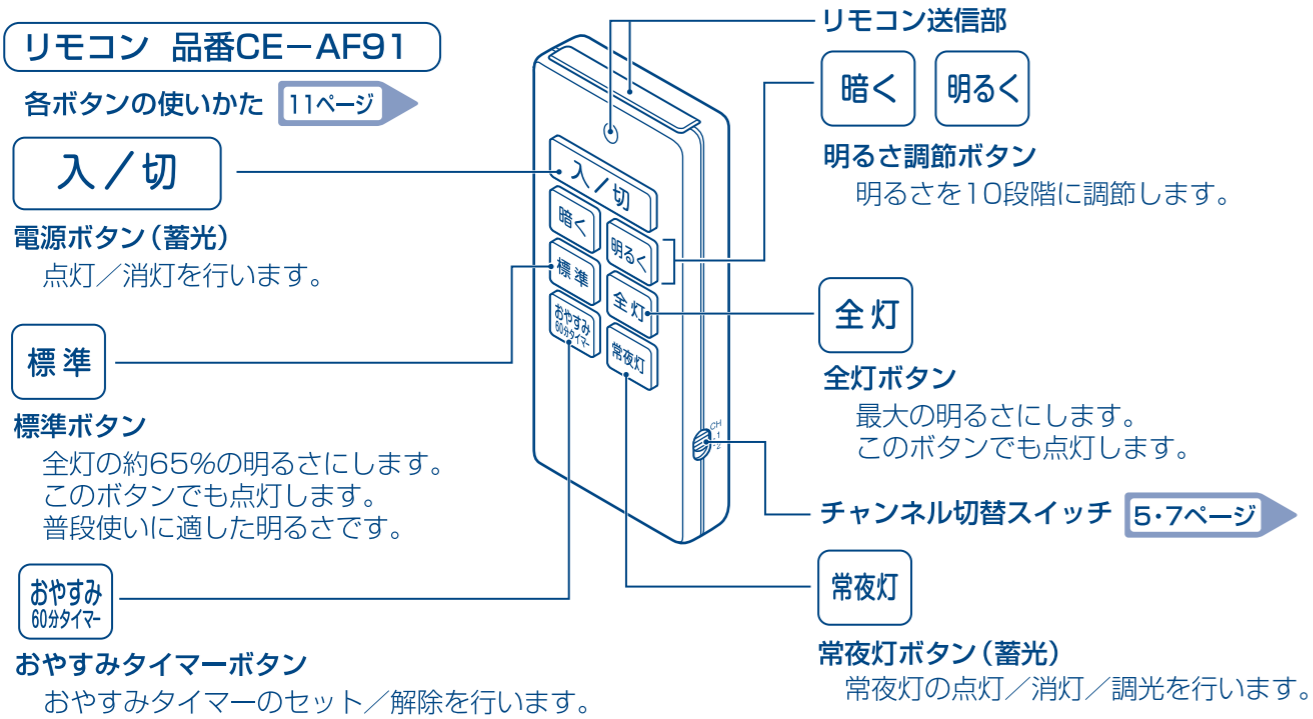 リモコン 品番CE－AF91
各ボタンの使いかた 11ページ
入／切
電源ボタン（蓄光）
点灯／消灯を行います。
標準
標準ボタン
全灯の約65％の明るさにします。
このボタンでも点灯します。
普段使いに適した明るさです。
おやすみ
60分タイマー
おやすみタイマーボタン
おやすみタイマーのセット／解除を行います。
入／切
暗く
明るく
標準
全灯
おやすみ
60分タイマー
常夜灯
CH
1
2
リモコン送信部
暗く 明るく
明るさ調節ボタン
明るさを10段階に調節します。
全灯
全灯ボタン
最大の明るさにします。
このボタンでも点灯します。
チャンネル切替スイッチ 5・7ページ
常夜灯
常夜灯ボタン（蓄光）
常夜灯の点灯／消灯／調光を行います。